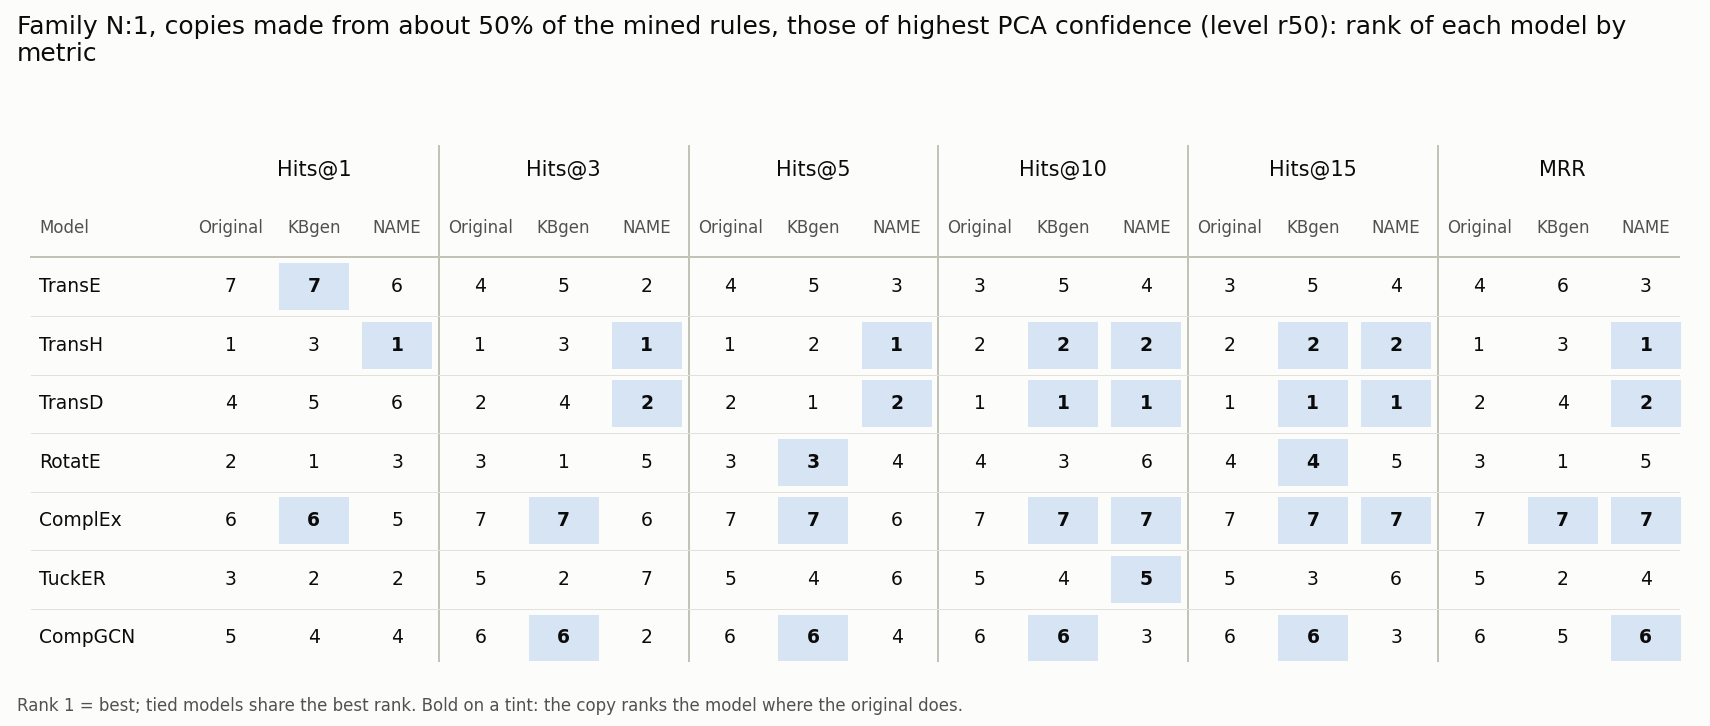 Family N:1, copies made from about 50% of the mined rules, those of highest PCA confidence (level r50): rank of each model by
metric
Hits@1 Hits@3 Hits@5 Hits@10 Hits@15 MRR
Model Original KBgen NAME Original KBgen NAME Original KBgen NAME Original KBgen NAME Original KBgen NAME Original KBgen NAME
TransE 7 7 6 4 5 2 4 5 3 3 5 4 3 5 4 4 6 3
TransH 1 3 1 1 3 1 1 2 1 2 2 2 2 2 2 1 3 1
TransD 4 5 6 2 4 2 2 1 2 1 1 1 1 1 1 2 4 2
RotatE 2 1 3 3 1 5 3 3 4 4 3 6 4 4 5 3 1 5
ComplEx 6 6 5 7 7 6 7 7 6 7 7 7 7 7 7 7 7 7
TuckER 3 2 2 5 2 7 5 4 6 5 4 5 5 3 6 5 2 4
CompGCN 5 4 4 6 6 2 6 6 4 6 6 3 6 6 3 6 5 6
Rank 1 = best; tied models share the best rank. Bold on a tint: the copy ranks the model where the original does.